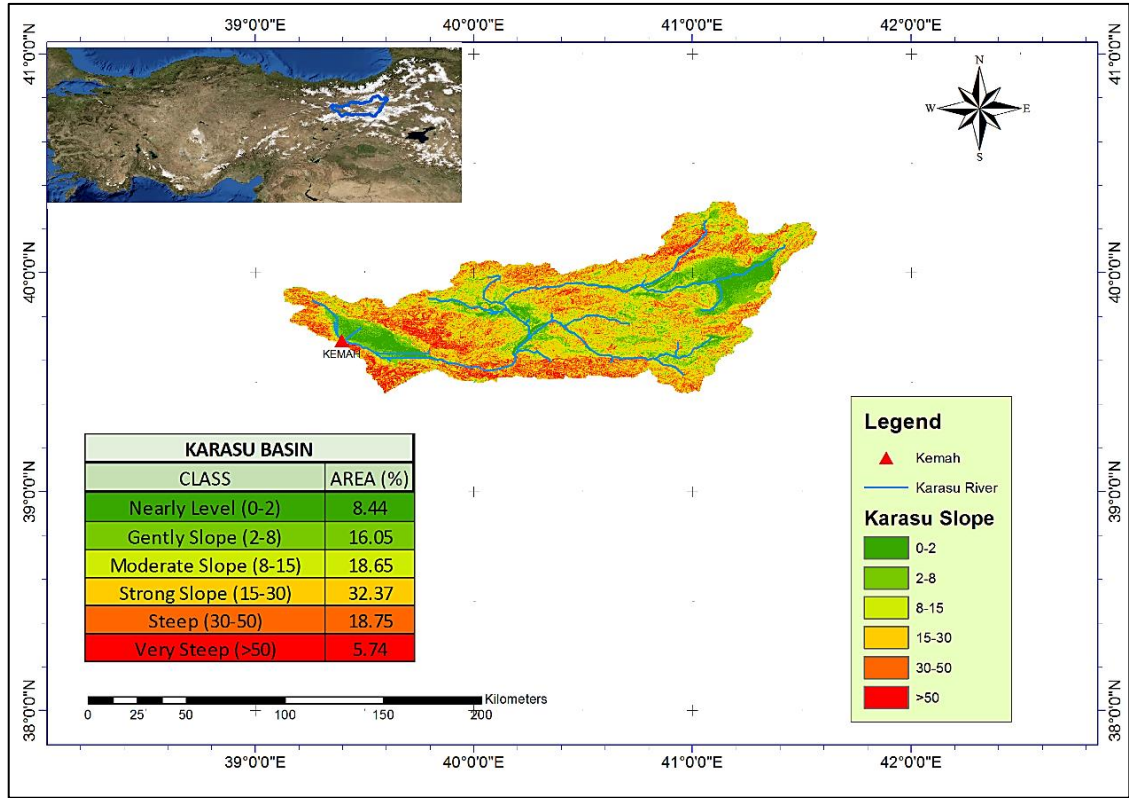 39°0'0"E 40°0'0"E 41°0'0"E 42°0'0"E
41°0'0"N 41°0'0"N
N
W E
S
40°0'0"N 40°0'0"N
KEMAH
39°0'0"N 39°0'0"N
KARASU BASIN
CLASS AREA (%)
Nearly Level (0-2) 8.44
Gently Slope (2-8) 16.05
Moderate Slope (8-15) 18.65
Strong Slope (15-30) 32.37
Steep (30-50) 18.75
Very Steep (>50) 5.74
Legend
Kemah
Karasu River
Karasu Slope
0-2
2-8
8-15
15-30
30-50
>50
Kilometers
0 25 50 100 150 200
38°0'0"N 38°0'0"N
39°0'0"E 40°0'0"E 41°0'0"E 42°0'0"E